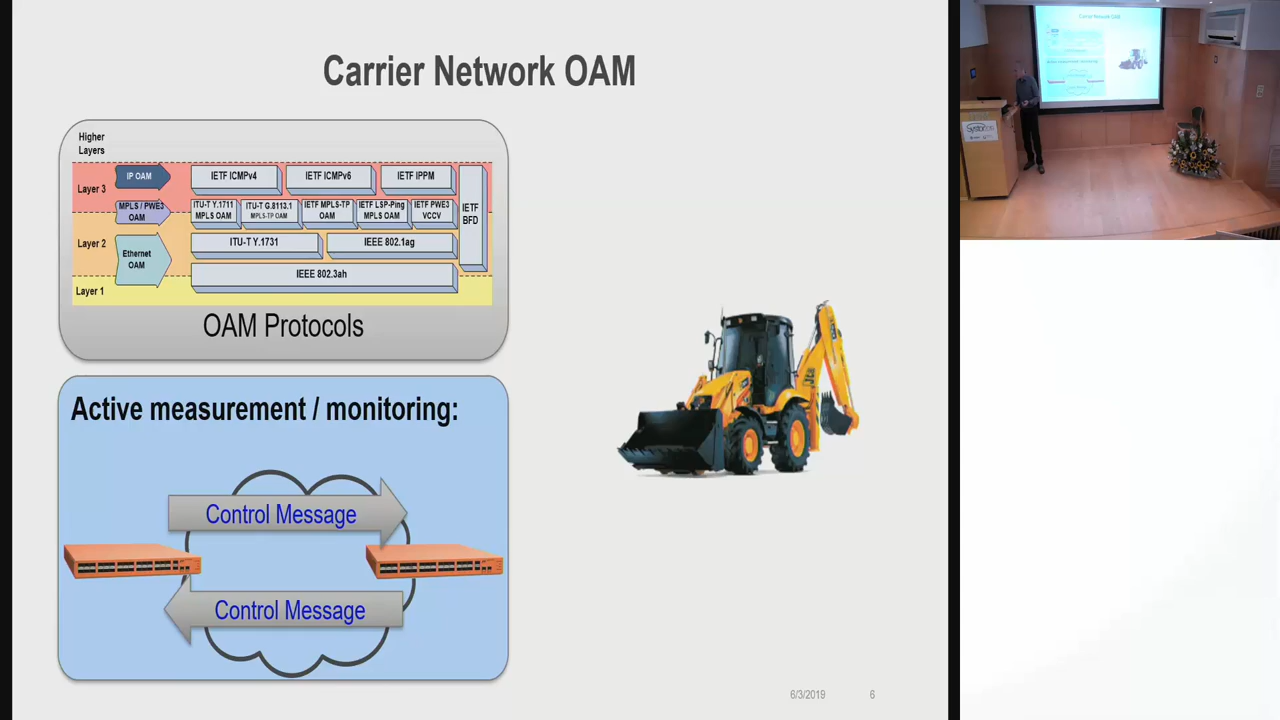 Carrier Network OAM
Higher
Layers
Layer 3
IP OAM
IETF ICMPv4
IETF ICMPv6
IETF IPPM
IETF
BFD
MPLS / PWE3
OAM
ITU-T Y.1711
MPLS OAM
ITU-T G.8113.1
MPLS-TP OAM
IETF MPLS-TP
OAM
IETF LSP-Ping
MPLS OAM
IETF PWE3
VCCV
Layer 2
Ethernet
OAM
ITU-T Y.1731
IEEE 802.1ag
IEEE 802.3ah
Layer 1
OAM Protocols
Active measurement / monitoring:
Control Message
Control Message
6/3/2019
6
Carrier Network OAM